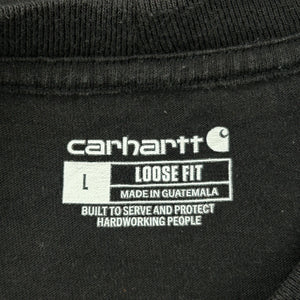 carhartt
L LOOSE FIT
MADE IN GUATEMALA
BUILT TO SERVE AND PROTECT
HARDWORKING PEOPLE